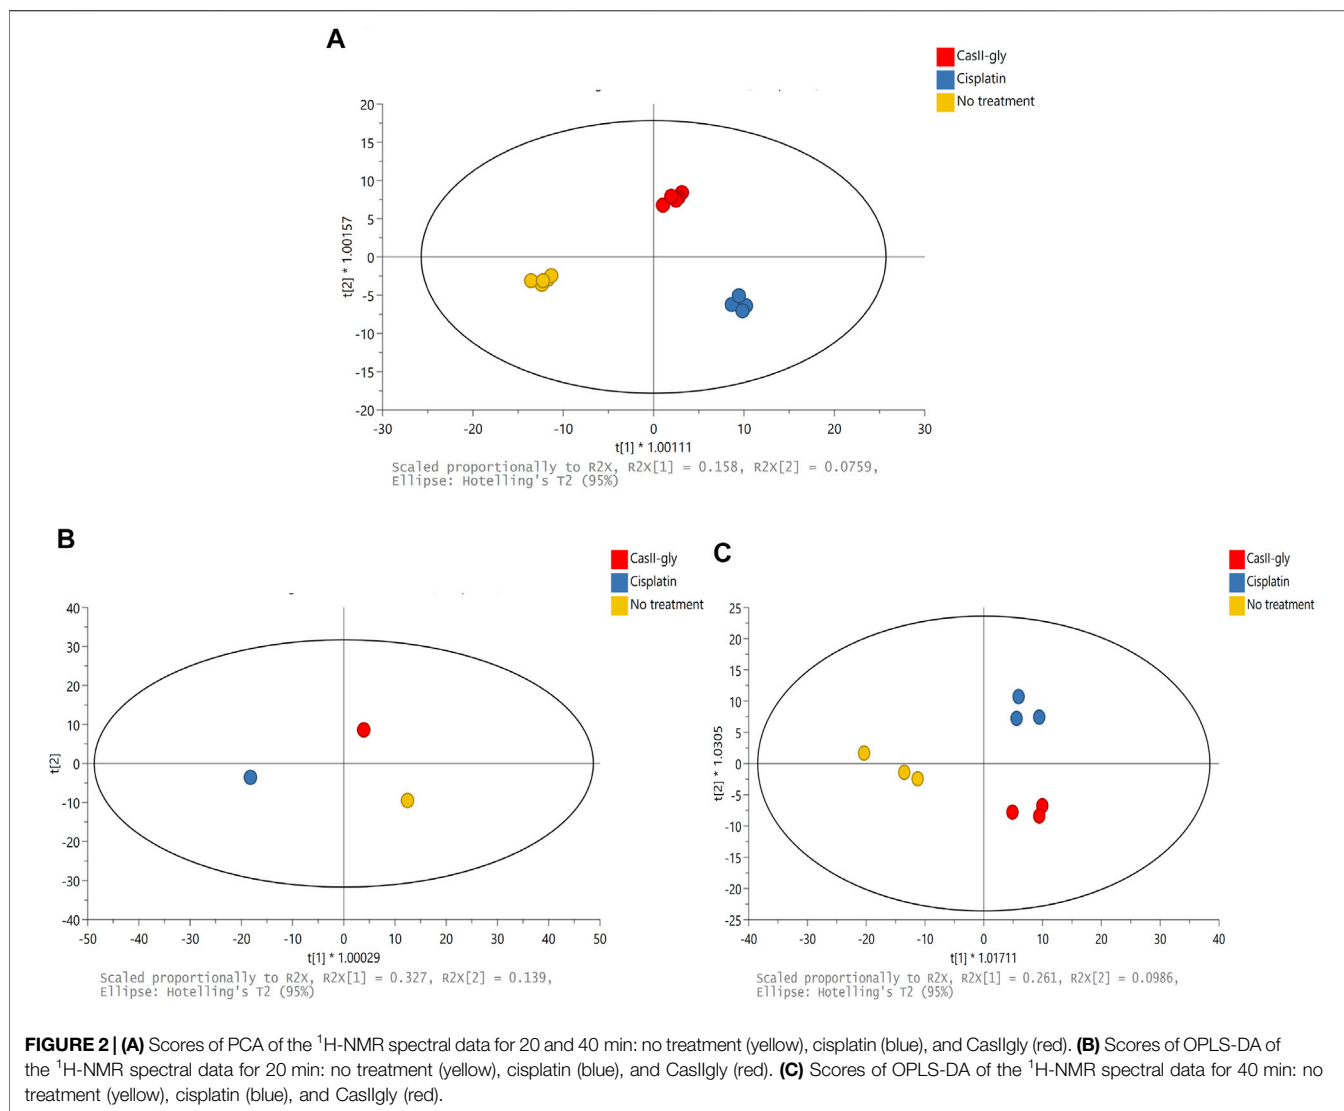 A
CasII-gly
Cisplatin
No treatment
20
15
10
5
0
-5
-10
-15
-20
t[2] * 1.00157
-30
-20
-10
0
10
20
30
t[1] * 1.00111
Scaled proportionally to R2X, R2X[1] = 0.158, R2X[2] = 0.0759,
Ellipse: Hotelling's T2 (95%)
B
CasII-gly
Cisplatin
No treatment
40
30
20
10
0
-10
-20
-30
-40
t[2]
-50
-40
-30
-20
-10
0
10
20
30
40
50
t[1] * 1.00029
Scaled proportionally to R2X, R2X[1] = 0.327, R2X[2] = 0.139,
Ellipse: Hotelling's T2 (95%)
C
CasII-gly
Cisplatin
No treatment
25
20
15
10
5
0
-5
-10
-15
-20
-25
t[2] * 1.0305
-40
-30
-20
-10
0
10
20
30
40
t[1] * 1.01711
Scaled proportionally to R2X, R2X[1] = 0.261, R2X[2] = 0.0986,
Ellipse: Hotelling's T2 (95%)
FIGURE 2 | (A) Scores of PCA of the ¹H-NMR spectral data for 20 and 40 min: no treatment (yellow), cisplatin (blue), and CasIIgly (red). (B) Scores of OPLS-DA of
the ¹H-NMR spectral data for 20 min: no treatment (yellow), cisplatin (blue), and CasIIgly (red). (C) Scores of OPLS-DA of the ¹H-NMR spectral data for 40 min: no
treatment (yellow), cisplatin (blue), and CasIIgly (red).